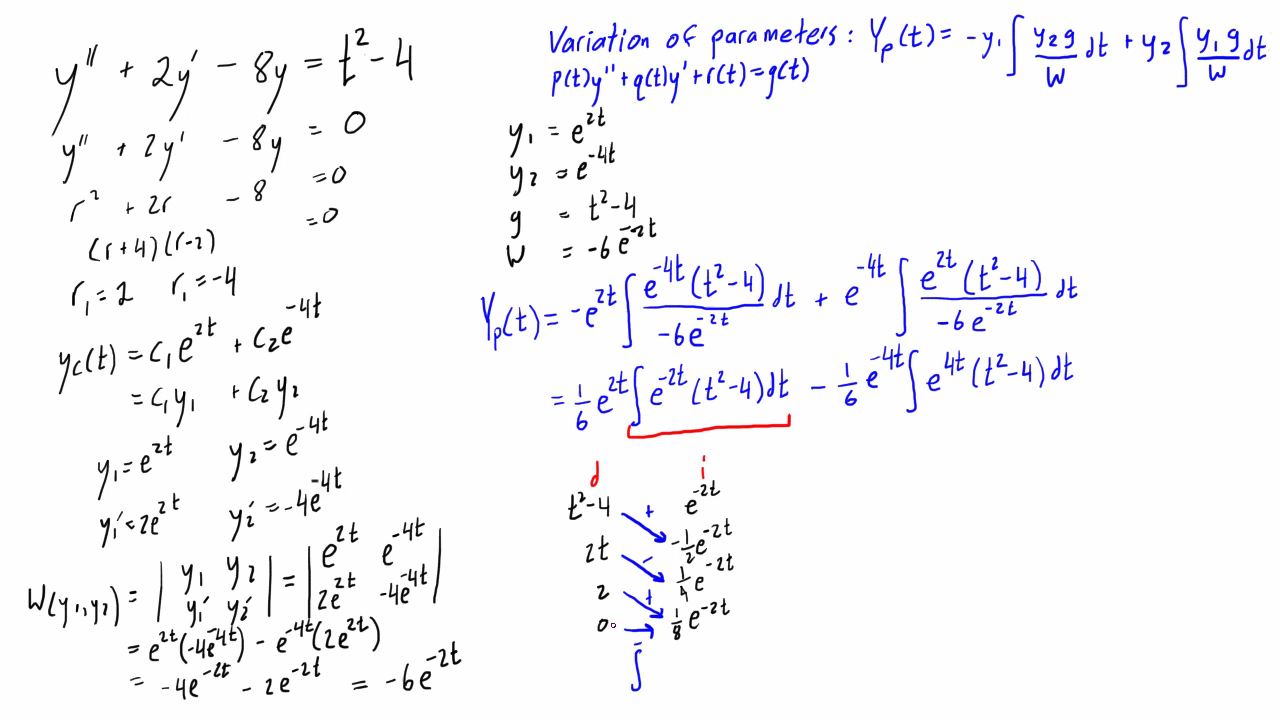 y'' + 2y' - 8y = t² - 4
y'' + 2y' - 8y = 0
r² + 2r - 8 = 0
(r+4)(r-2) = 0
r₁ = 2 r₁ = -4
y_c(t) = c₁e^{2t} + c₂e^{-4t}
= c₁y₁ + c₂y₂
y₁ = e^{2t} y₂ = e^{-4t}
y₁' = 2e^{2t} y₂' = -4e^{-4t}
W(y₁,y₂) = | y₁ y₂ | = | e^{2t} e^{-4t} |
| y₁' y₂' | | 2e^{2t} -4e^{-4t} |
= e^{2t}(-4e^{-4t}) - e^{-4t}(2e^{2t})
= -4e^{-2t} - 2e^{-2t} = -6e^{-2t}
Variation of parameters : Y_p(t) = -y₁ ∫ y₂g/W dt + y₂ ∫ y₁g/W dt
p(t)y'' + q(t)y' + r(t) = g(t)
y₁ = e^{2t}
y₂ = e^{-4t}
g = t² - 4
W = -6e^{-2t}
Y_p(t) = -e^{2t} ∫ e^{-4t}(t²-4)/-6e^{-2t} dt + e^{-4t} ∫ e^{2t}(t²-4)/-6e^{-2t} dt
= 1/6 e^{2t} ∫ e^{-2t}(t²-4)dt - 1/6 e^{-4t} ∫ e^{4t}(t²-4)dt
d i
t²-4 + e^{-2t}
2t - -1/2 e^{-2t}
2 + 1/4 e^{-2t}
0 - 1/8 e^{-2t}
∫